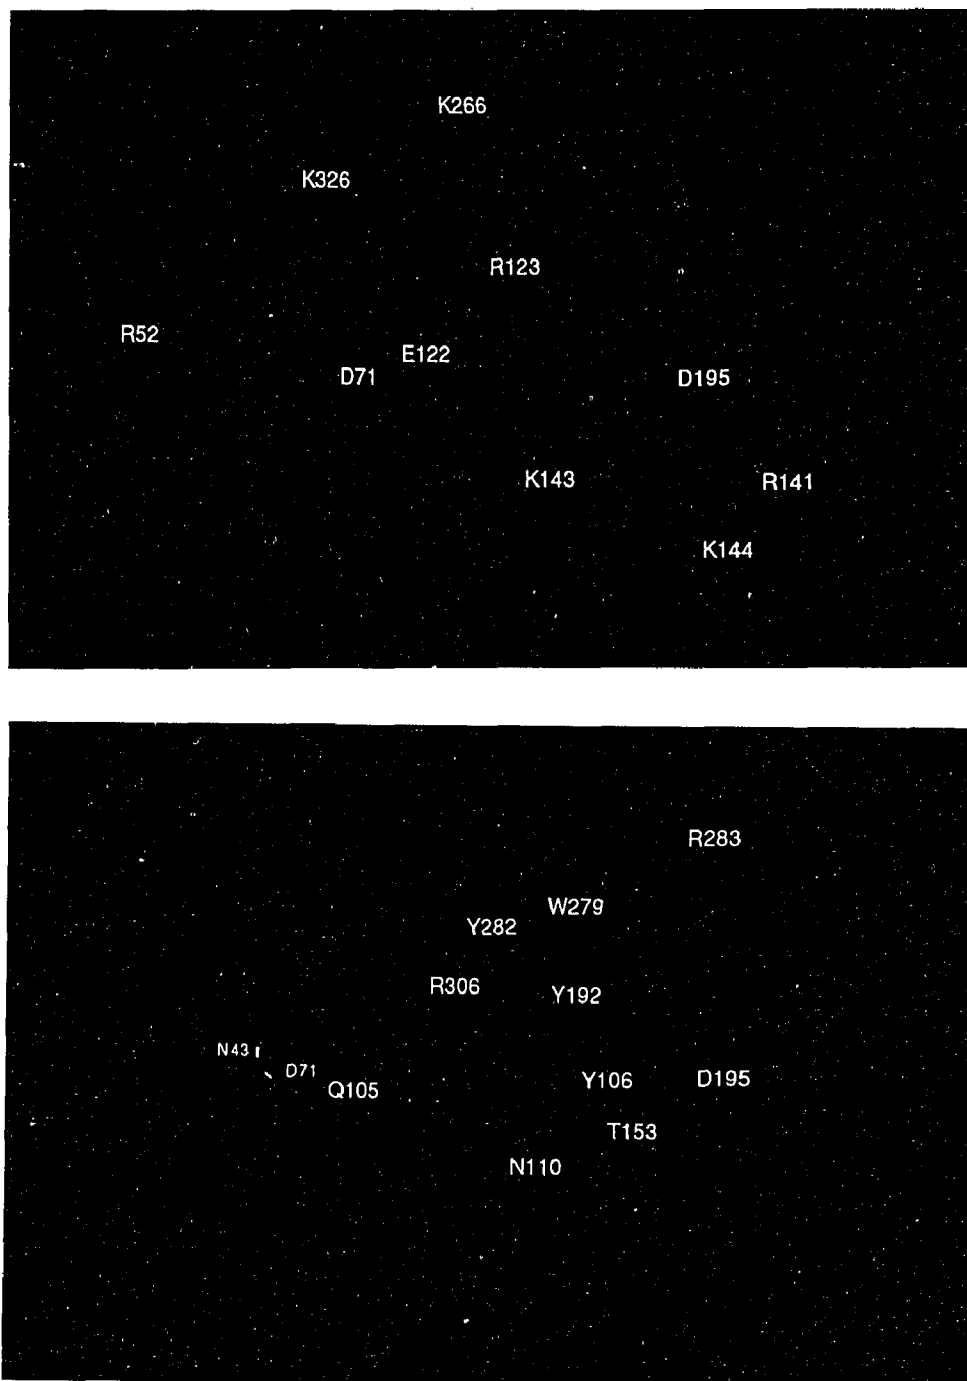 K266
K326
R123
R52
E122
D71
D195
K143
R141
K144
R283
W279
Y282
R306
Y192
N43
D71
Q105
Y106
D195
T153
N110